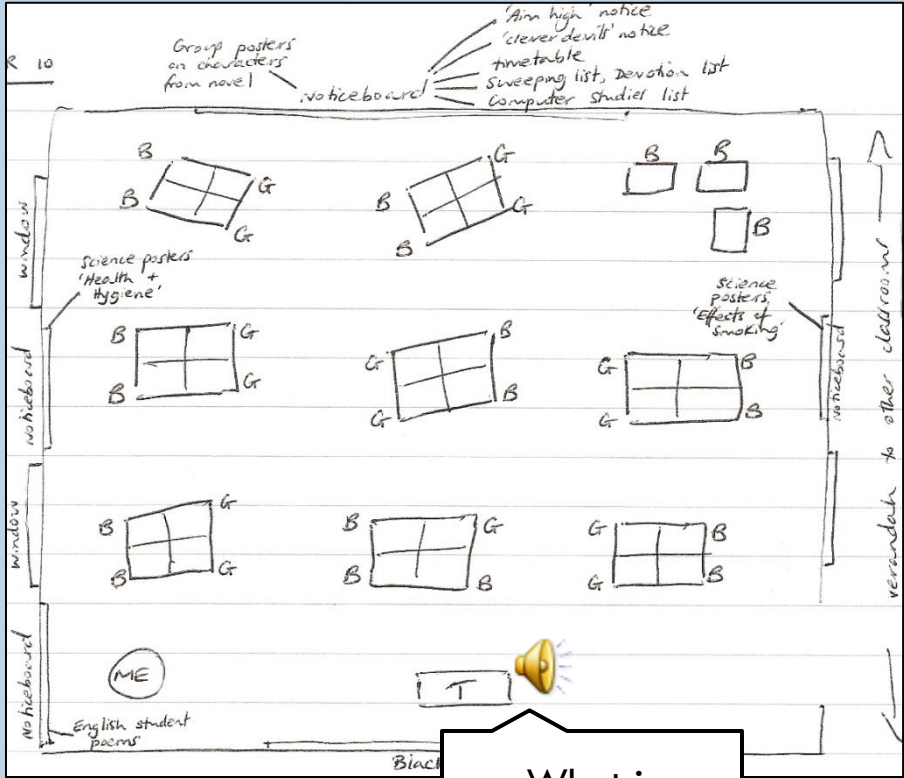 R 10
Group posters
on characters
from novel
Noticeboard
'Aim high' notice
'clever devils' notice
timetable
Sweeping list, Devotion list
Computer studies list
B
G
B
G
G
B
G
B
B
B
B
window
Science posters
'Health +
Hygiene'
Science
posters
'Effects of
Smoking'
Noticeboard
Noticeboard
verandah to other classrooms
B
G
B
G
G
B
G
B
G
B
G
B
window
B
G
B
G
B
G
B
B
G
B
G
B
Noticeboard
ME
T
English student
poems
Black
What is